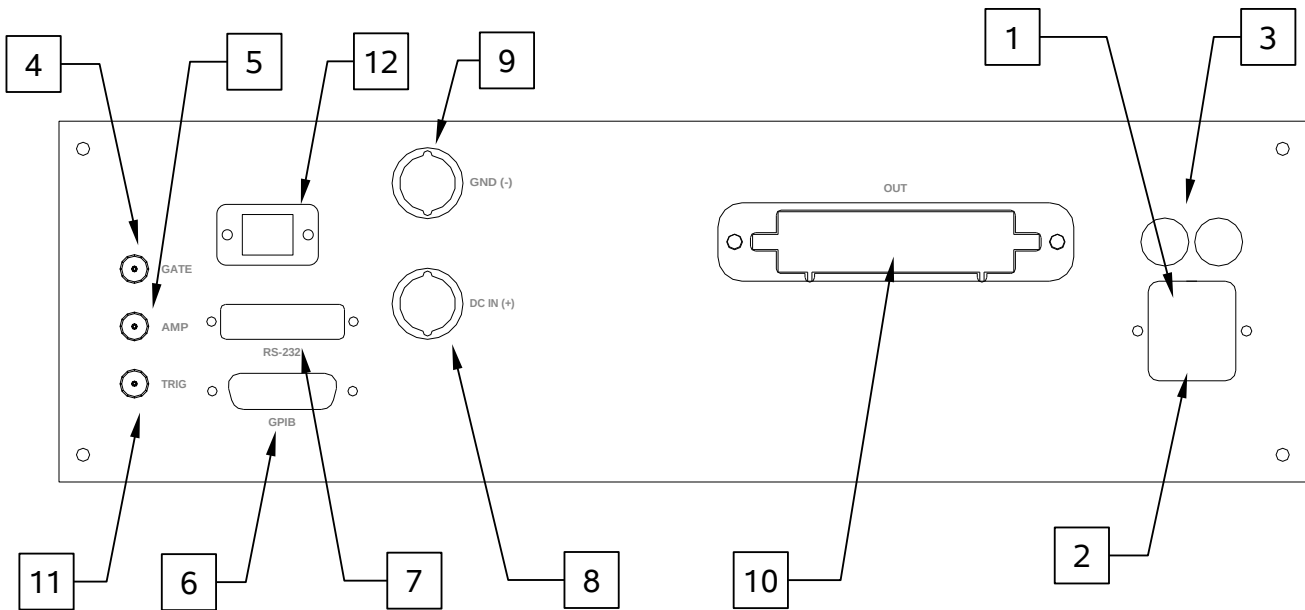 1
3
4
5
12
9
GND (-)
OUT
GATE
DC IN (+)
AMP
RS-232
TRIG
GPIB
11
6
7
8
10
2